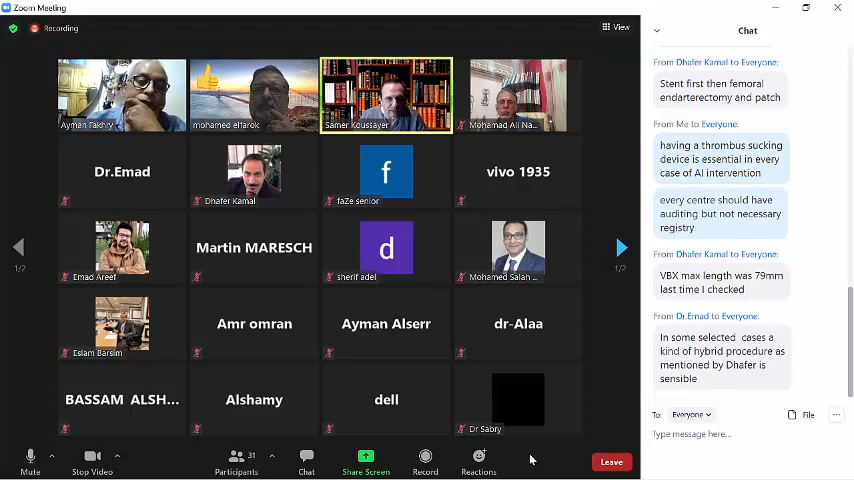 Zoom Meeting
Recording
View
Chat
Ayman Fakhry
mohamed elfarok
Samer Koussayer
Mohamad Ali Na...
Dr.Emad
Dhafer Kamal
f
faZe senior
vivo 1935
Emad Areef
Martin MARESCH
d
sherif adel
Mohamed Salah ...
1/2
1/2
Eslam Barsim
Amr omran
Ayman Alserr
dr-Alaa
BASSAM ALSH...
Alshamy
dell
Dr Sabry
From Dhafer Kamal to Everyone:
Stent first then femoral
endarterectomy and patch
From Me to Everyone:
having a thrombus sucking
device is essential in every
case of AI intervention
every centre should have
auditing but not necessary
registry
From Dhafer Kamal to Everyone:
VBX max length was 79mm
last time I checked
From Dr.Emad to Everyone:
In some selected cases a
kind of hybrid procedure as
mentioned by Dhafer is
sensible
To: Everyone File ...
Type message here...
Mute
Stop Video
Participants 31
Chat
Share Screen
Record
Reactions
Leave